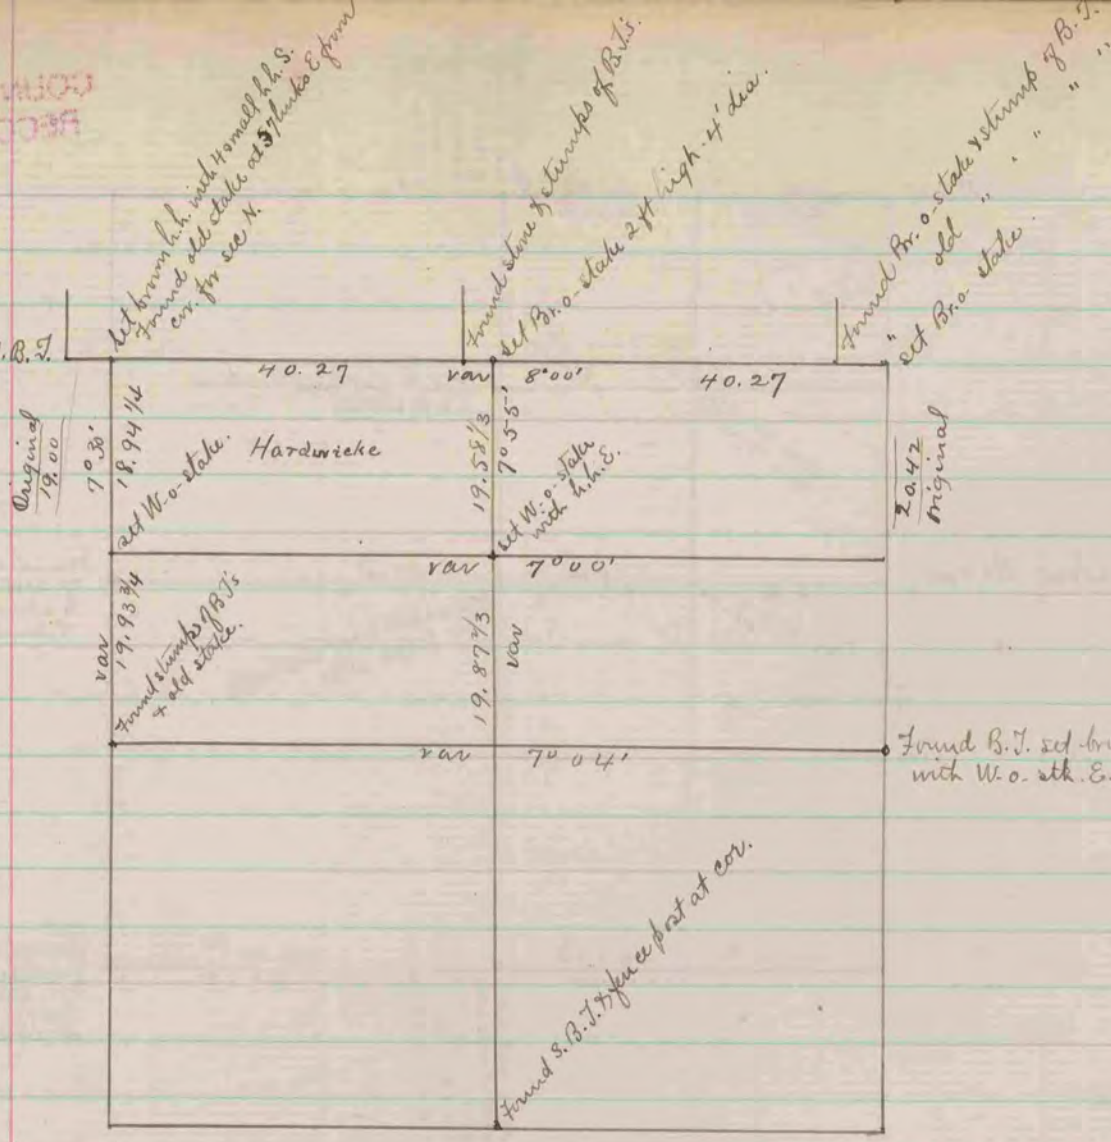 Set brown h.h. with 4 small h.h. S.
Found old stake at 57 links E from
cor. for sec N.
Found stone & stumps of B.T's.
Set Br. o-stake 2 ft high - 4" dia.
Found Br. o-stake & stump of B.T.
" old " " " " "
set Br. o- stake.
B.T.
40.27
var 8°00'
40.27
Original
19.00
7°30'
18.94 1/4
set W-o-stake.
Hardwicke
19.58 1/3
7°55'
set W-o-stake
with h.h. E.
20.42
original
var 7°00'
var
19.93 3/4
Found stumps of B.T's
& old stake.
19.87 2/3
var
var 7°04'
Found B.T. set
with W-o- stk. E.
Found S.B.T. & fence post at cor.